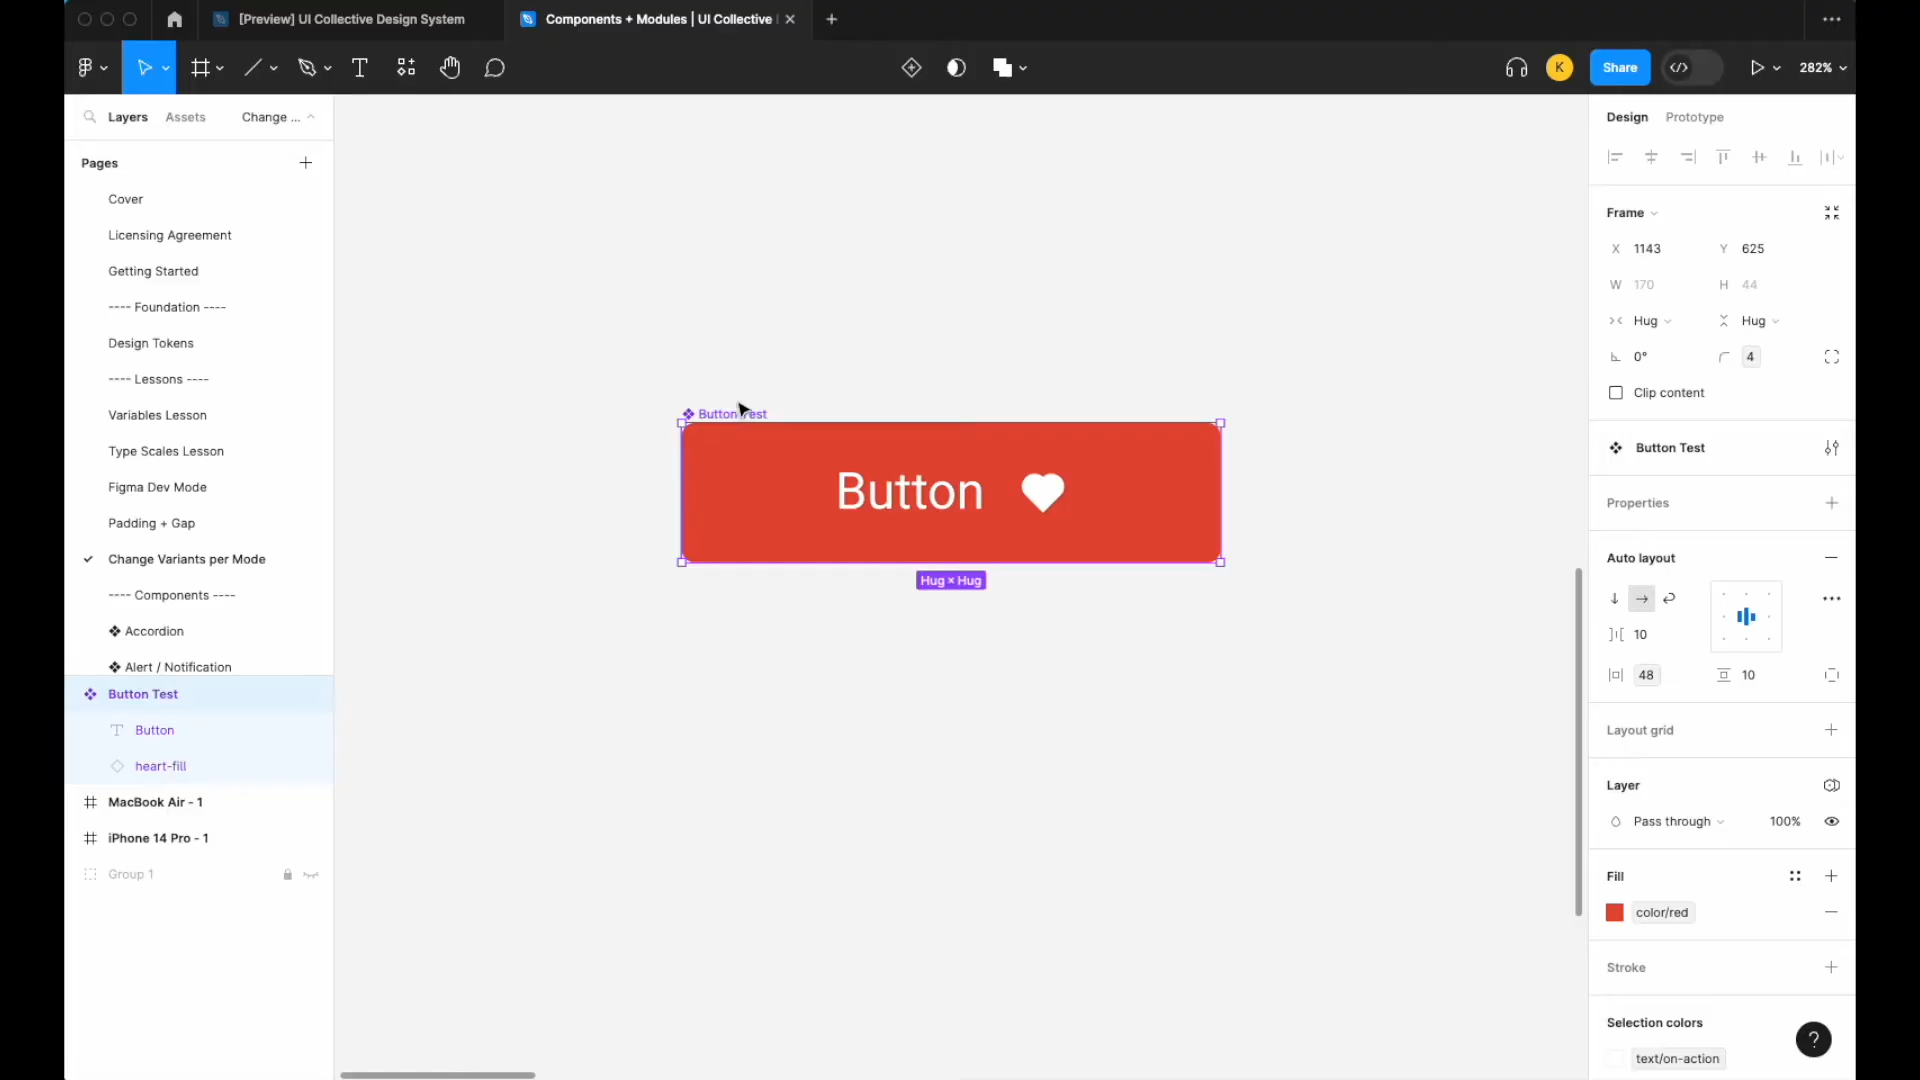 [Preview] UI Collective Design System
Components + Modules | UI Collective
K
Share
282%
Layers
Assets
Change ...
Pages
Cover
Licensing Agreement
Getting Started
---- Foundation ----
Design Tokens
---- Lessons ----
Variables Lesson
Type Scales Lesson
Figma Dev Mode
Padding + Gap
Change Variants per Mode
---- Components ----
Accordion
Alert / Notification
Button Test
Button
heart-fill
MacBook Air - 1
iPhone 14 Pro - 1
Group 1
Button Test
Button
Hug × Hug
Design
Prototype
Frame
X 1143 Y 625
W 170 H 44
Hug Hug
0° 4
Clip content
Button Test
Properties
Auto layout
10
48 10
Layout grid
Layer
Pass through 100%
Fill
color/red
Stroke
Selection colors
text/on-action
?